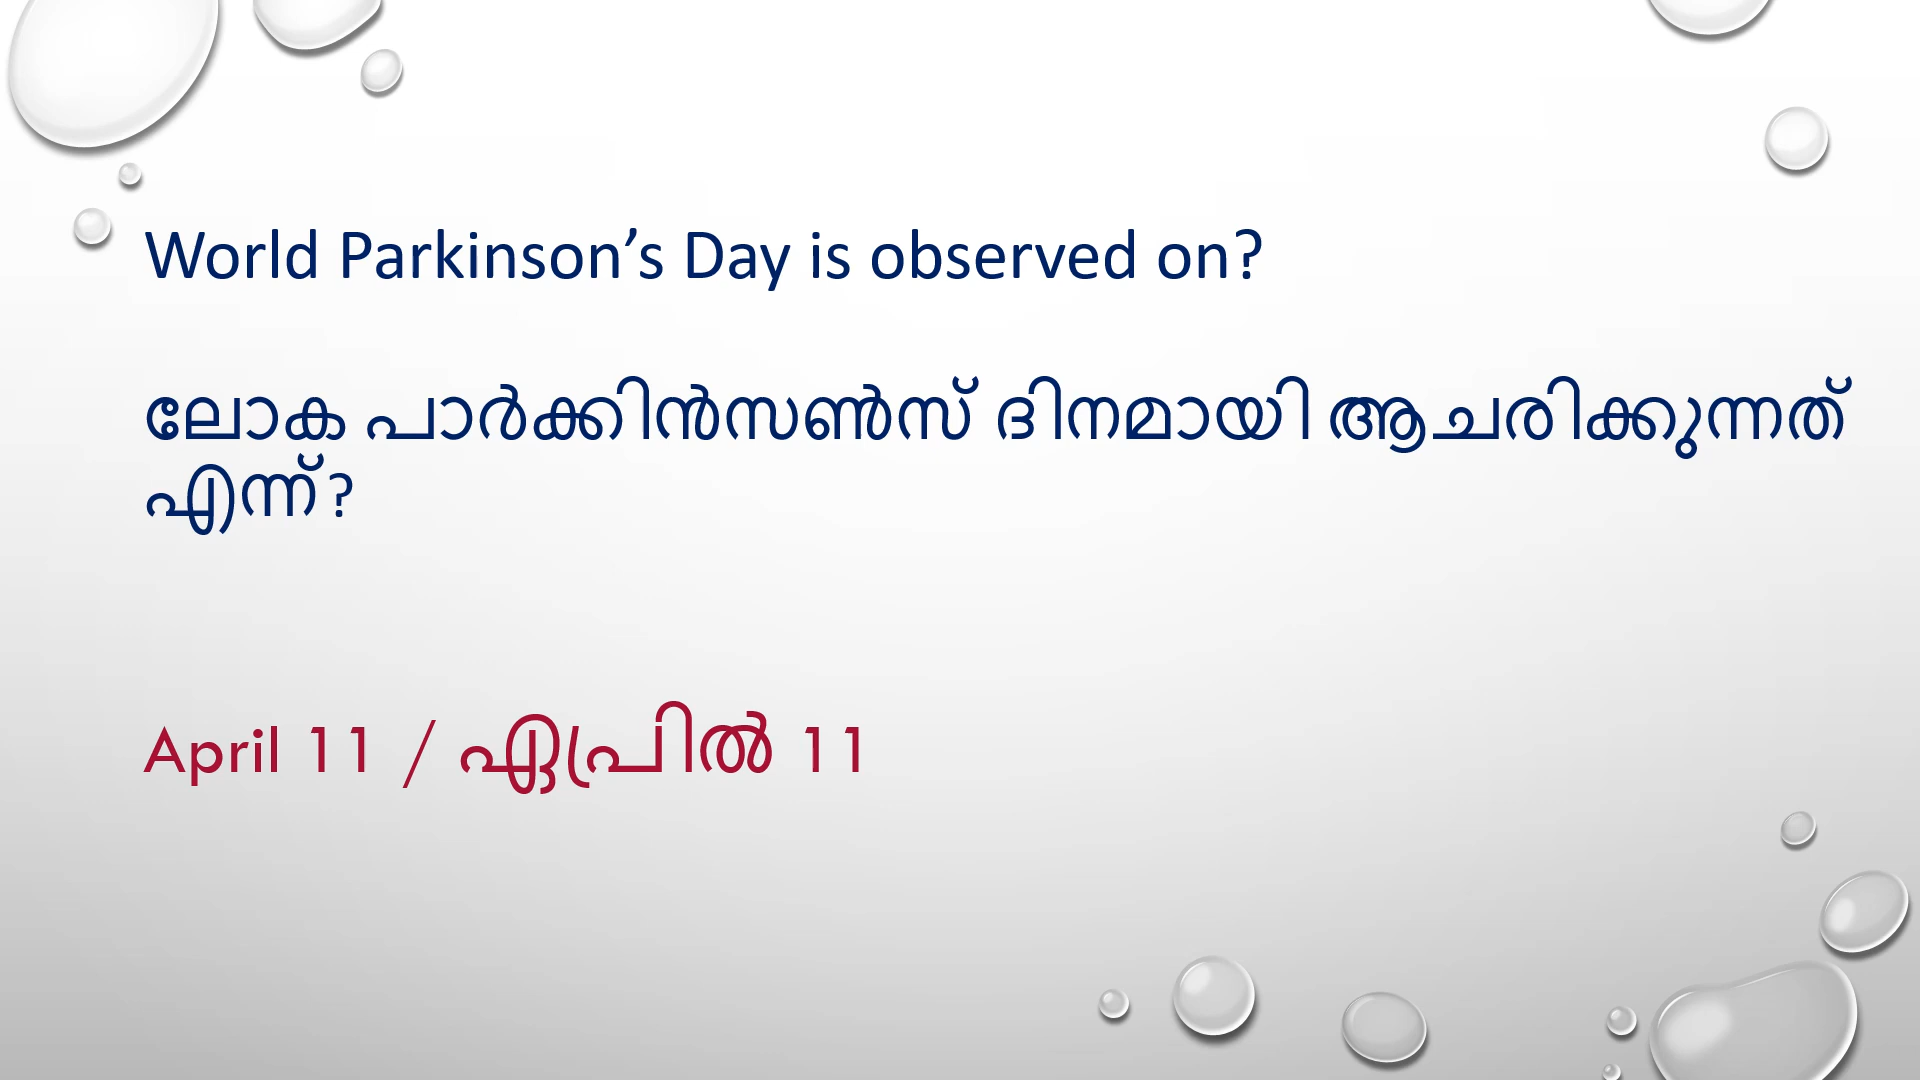 World Parkinson’s Day is observed on?
ലോക പാർക്കിൻസൺസ് ദിനമായി ആചരിക്കുന്നത്
എന്ന്?
April 11 / ഏപ്രിൽ 11